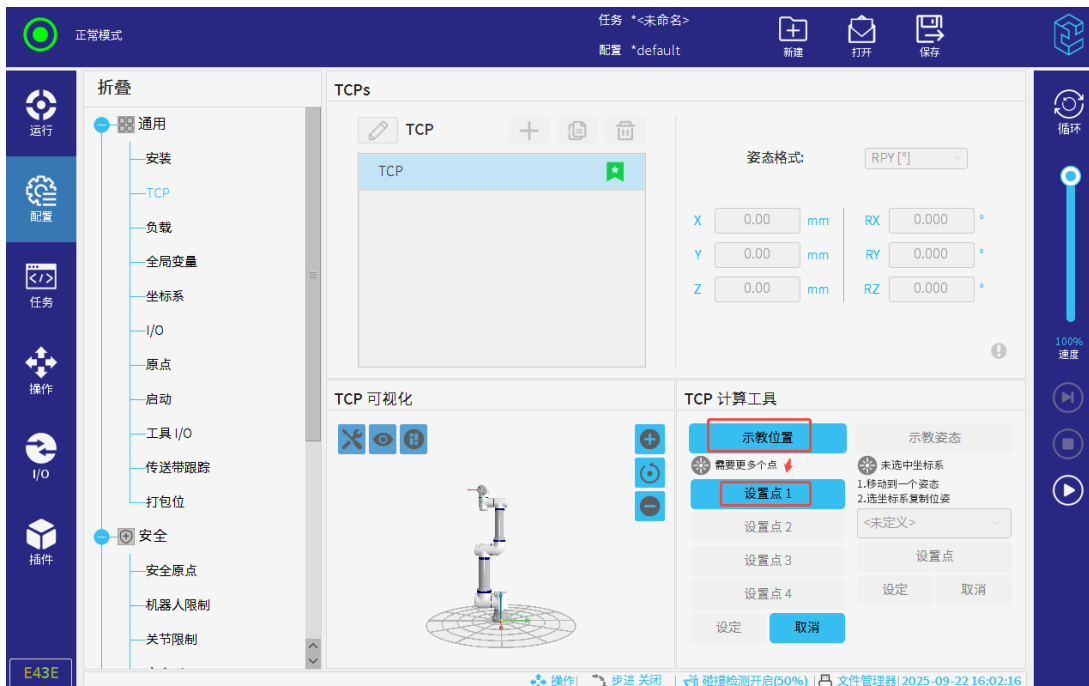 正常模式
任务 *<未命名>
配置 *default
新建
打开
保存
运行
配置
任务
操作
I/O
插件
E43E
折叠
通用
安装
TCP
负载
全局变量
坐标系
I/O
原点
启动
工具 I/O
传送带跟踪
打包位
安全
安全原点
机器人限制
关节限制
TCPs
TCP
TCP
姿态格式:
RPY [°]
X 0.00 mm RX 0.000 °
Y 0.00 mm RY 0.000 °
Z 0.00 mm RZ 0.000 °
TCP 可视化
TCP 计算工具
示教位置
需要更多个点
设置点 1
设置点 2
设置点 3
设置点 4
设定 取消
示教姿态
未选中坐标系
1.移动到一个姿态
2.选坐标系复制位姿
<未定义>
设置点
设定 取消
循环
100%
速度
操作| 步进 关闭 | 碰撞检测开启(50%) | 文件管理器| 2025-09-22 16:02:16